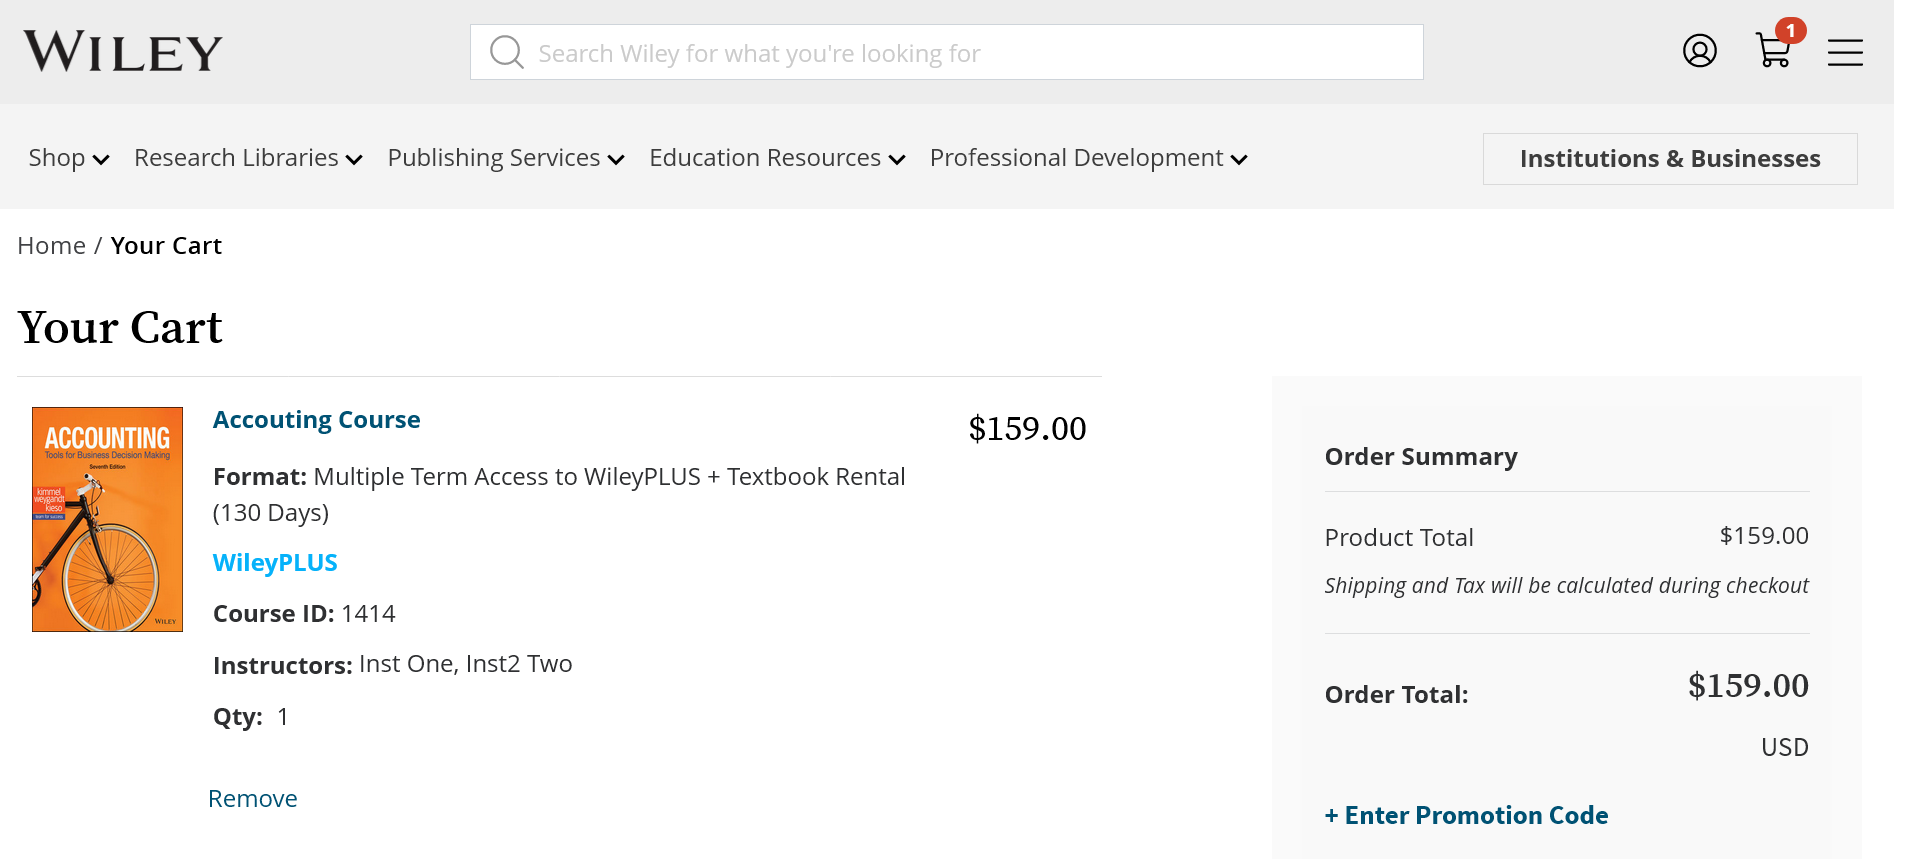 WILEY
Search Wiley for what you're looking for
1
Shop
Research Libraries
Publishing Services
Education Resources
Professional Development
Institutions & Businesses
Home / Your Cart
Your Cart
ACCOUNTING
Tools for Business Decision Making
Seventh Edition
kimmel
weygandt
kieso
WILEY
Accouting Course
$159.00
Format: Multiple Term Access to WileyPLUS + Textbook Rental
(130 Days)
WileyPLUS
Course ID: 1414
Instructors: Inst One, Inst2 Two
Qty: 1
Remove
Order Summary
Product Total $159.00
Shipping and Tax will be calculated during checkout
Order Total: $159.00
USD
+ Enter Promotion Code